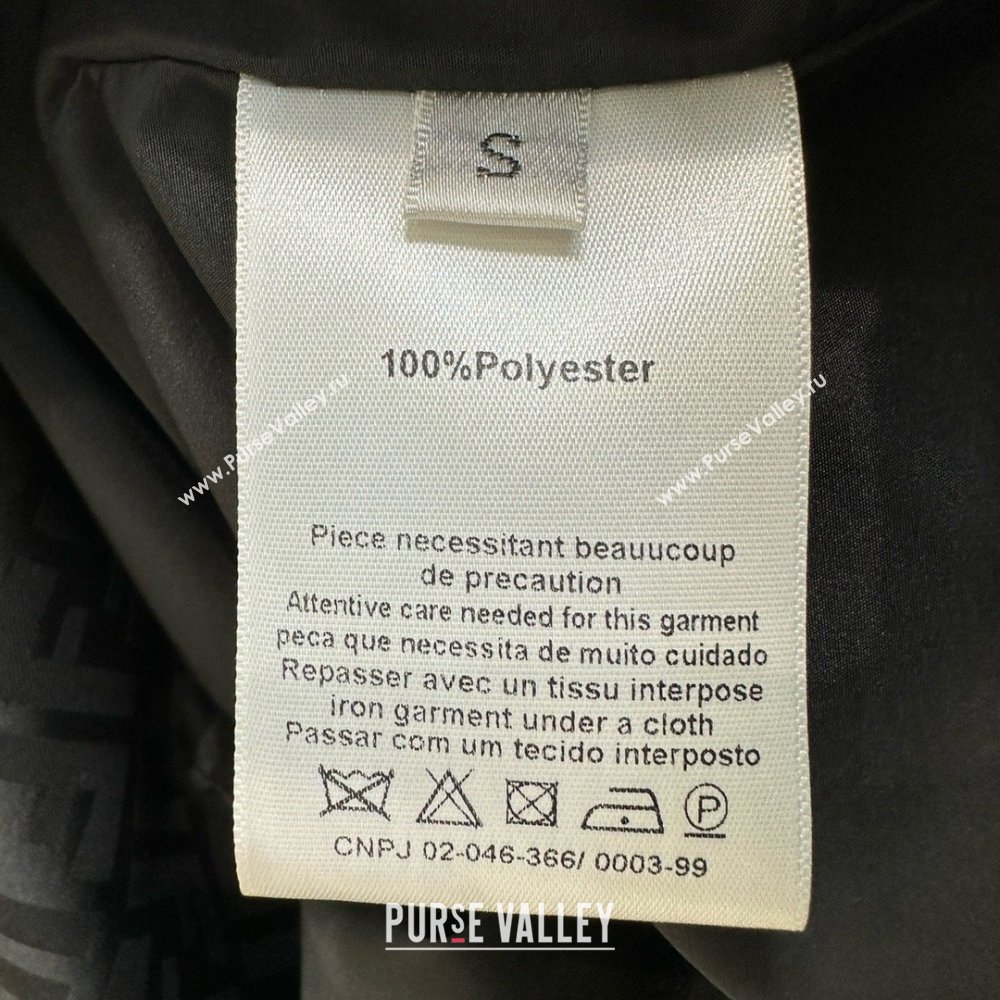 S
100%Polyester
www.PurseValley.ru
www.PurseValley.ru
Piece necessitant beauucoup
de precaution
Attentive care needed for this garment
peca que necessita de muito cuidado
Repasser avec un tissu interpose
iron garment under a cloth
Passar com um tecido interposto
P
CNPJ 02-046-366/ 0003-99
PURSE VALLEY